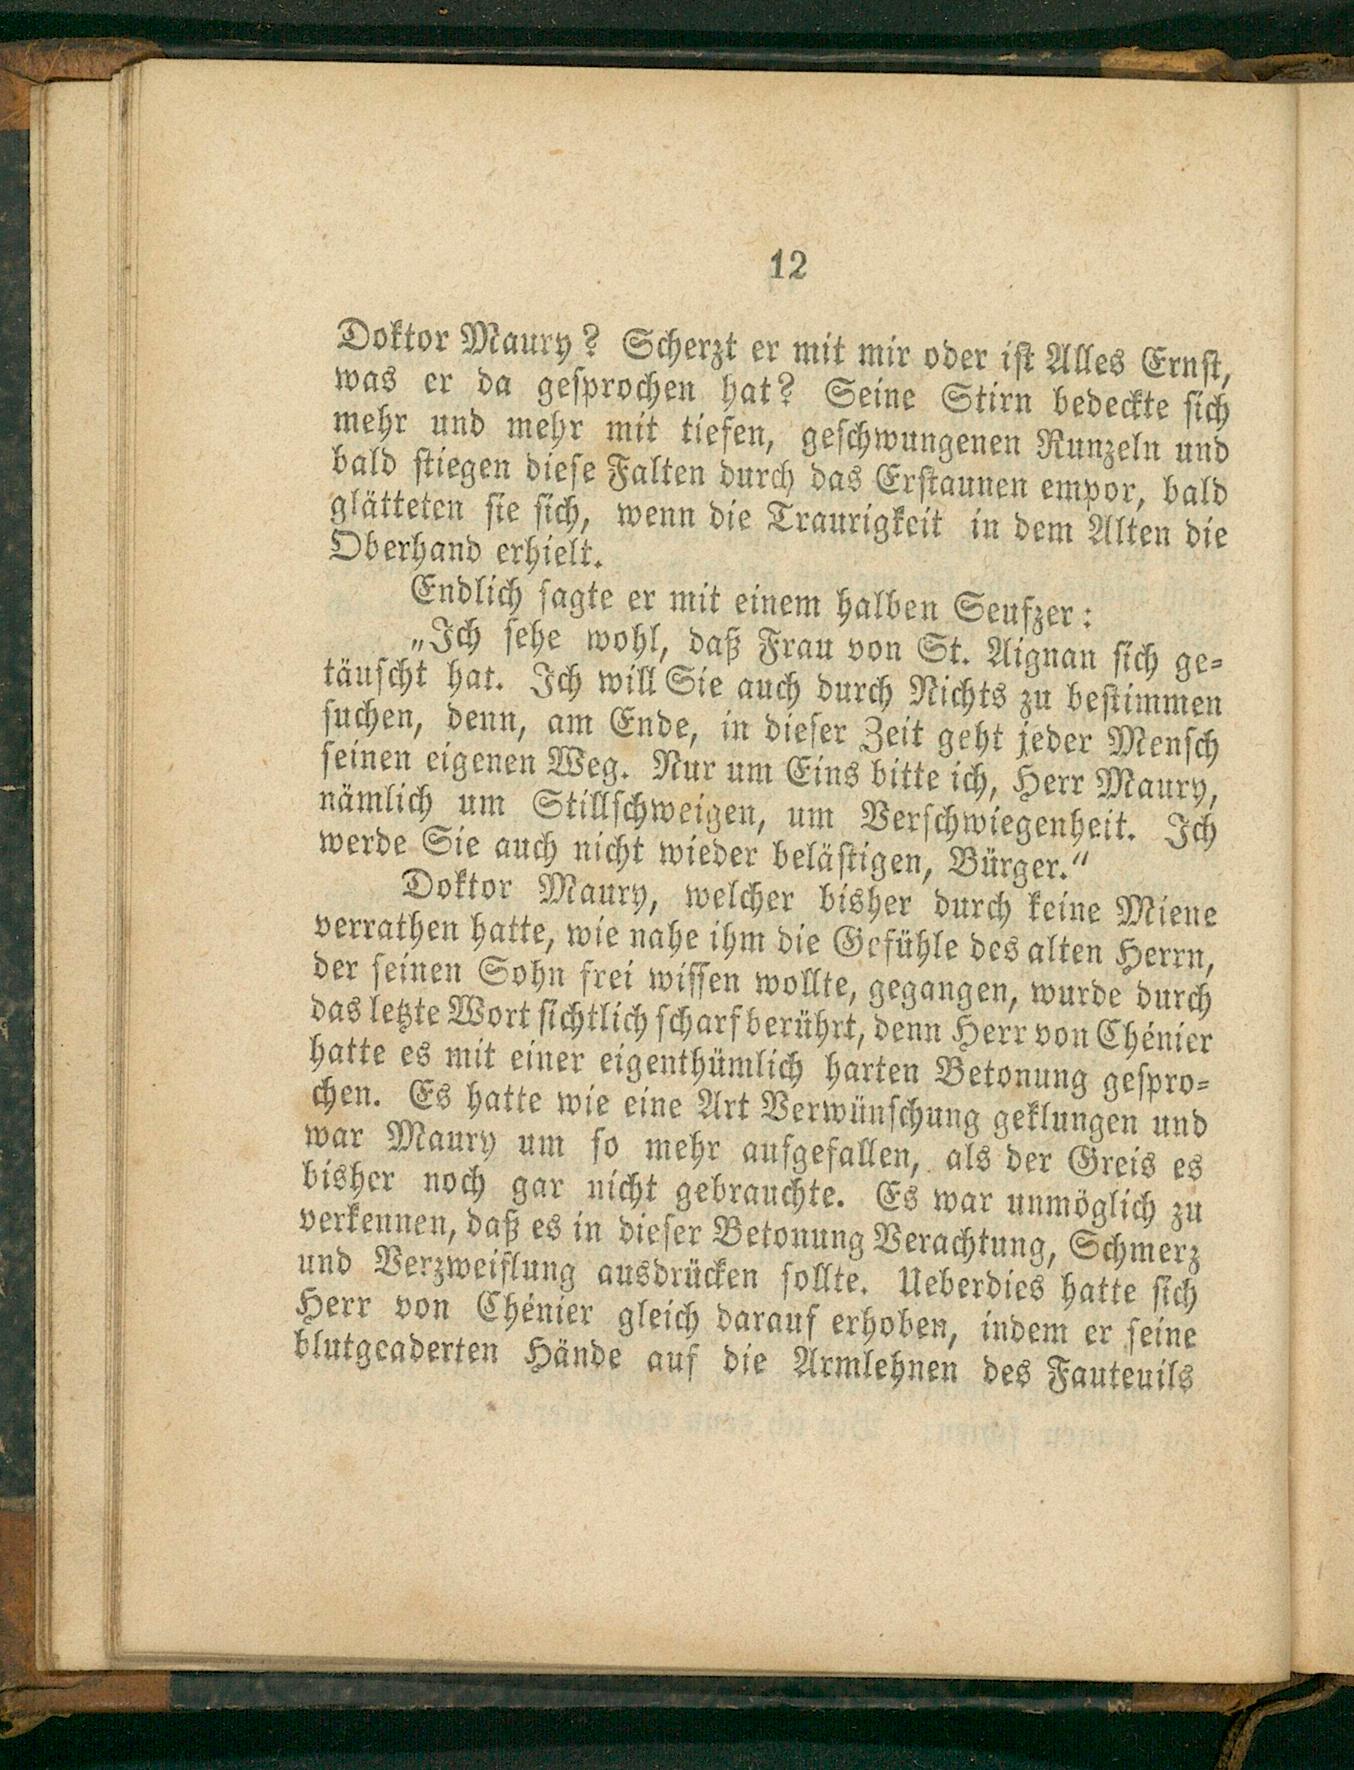 12
Doktor Maury? Scherzt er mit mir oder ist Alles Ernst,
was er da gesprochen hat? Seine Stirn bedeckte sich
mehr und mehr mit tiefen, geschwungenen Runzeln und
bald stiegen diese Falten durch das Erstaunen empor, bald
glätteten sie sich, wenn die Traurigkeit in dem Alten die
Oberhand erhielt.
Endlich sagte er mit einem halben Seufzer:
„Ich sehe wohl, daß Frau von St. Aignan sich ge-
täuscht hat. Ich will Sie auch durch Nichts zu bestimmen
suchen, denn, am Ende, in dieser Zeit geht jeder Mensch
seinen eigenen Weg. Nur um Eins bitte ich, Herr Maury,
nämlich um Stillschweigen, um Verschwiegenheit. Ich
werde Sie auch nicht wieder belästigen, Bürger.“
Doktor Maury, welcher bisher durch keine Miene
verrathen hatte, wie nahe ihm die Gefühle des alten Herrn,
der seinen Sohn frei wissen wollte, gegangen, wurde durch
das letzte Wort sichtlich scharf berührt, denn Herr von Chénier
hatte es mit einer eigenthümlich harten Betonung gespro-
chen. Es hatte wie eine Art Verwünschung geklungen und
war Maury um so mehr aufgefallen, als der Greis es
bisher noch gar nicht gebrauchte. Es war unmöglich zu
verkennen, daß es in dieser Betonung Verachtung, Schmerz
und Verzweiflung ausdrücken sollte. Ueberdies hatte sich
Herr von Chénier gleich darauf erhoben, indem er seine
blutgeaderten Hände auf die Armlehnen des Fauteuils